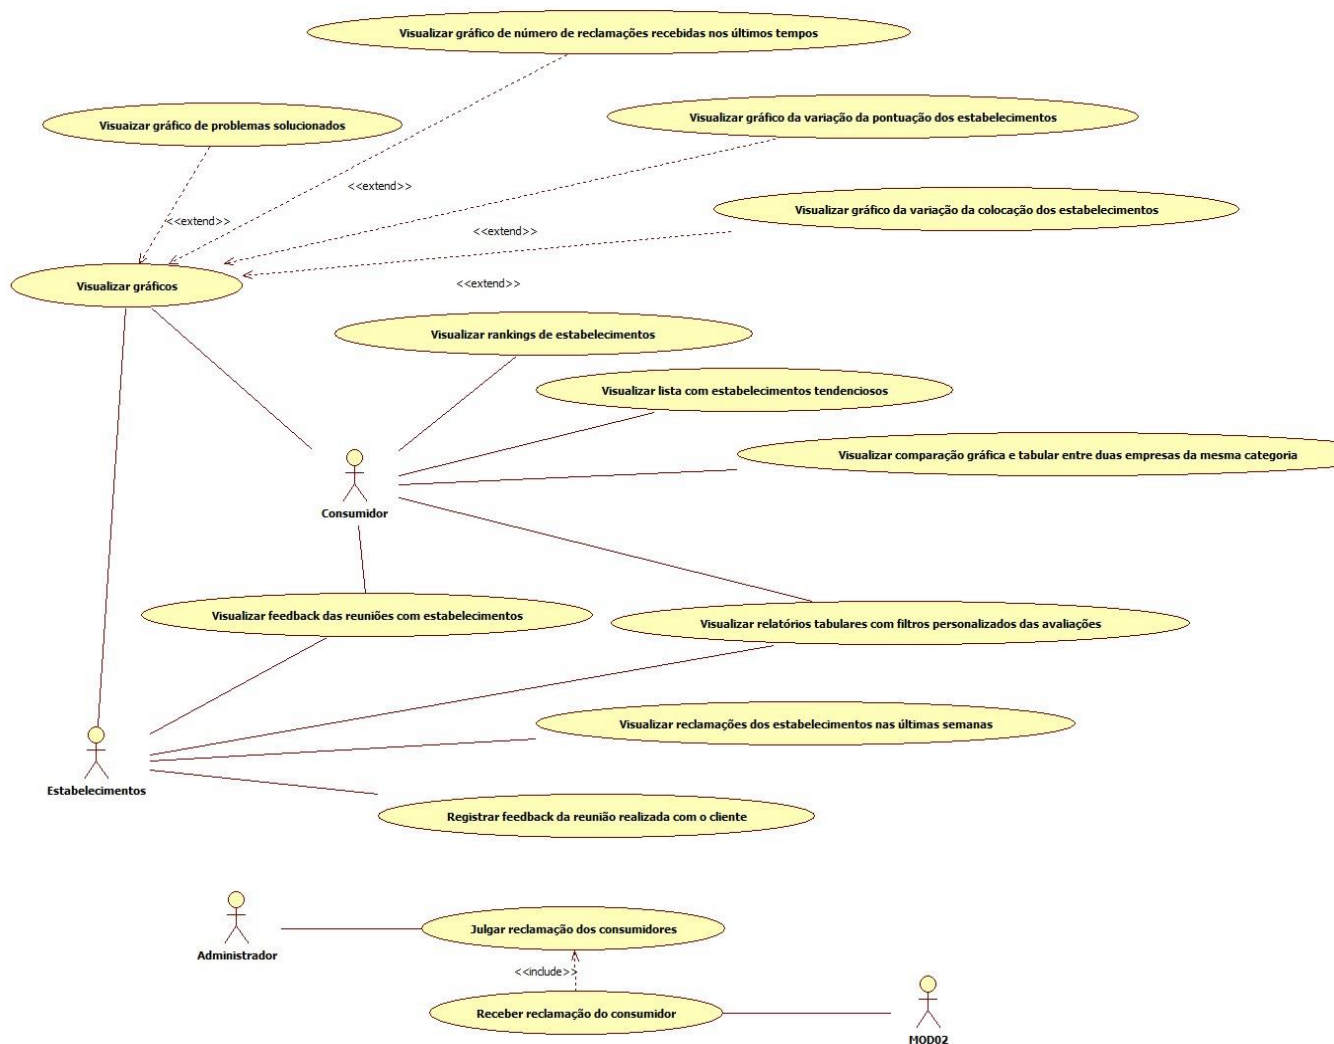 Visualizar gráfico de número de reclamações recebidas nos últimos tempos
Visuaizar gráfico de problemas solucionados
Visualizar gráfico da variação da pontuação dos estabelecimentos
<<extend>>
Visualizar gráfico da variação da colocação dos estabelecimentos
<<extend>>
<<extend>>
<<extend>>
Visualizar gráficos
Visualizar rankings de estabelecimentos
Visualizar lista com estabelecimentos tendenciosos
Visualizar comparação gráfica e tabular entre duas empresas da mesma categoria
Consumidor
Visualizar feedback das reuniões com estabelecimentos
Visualizar relatórios tabulares com filtros personalizados das avaliações
Visualizar reclamações dos estabelecimentos nas últimas semanas
Estabelecimentos
Registrar feedback da reunião realizada com o cliente
Julgar reclamação dos consumidores
Administrador
<<include>>
Receber reclamação do consumidor
MOD02